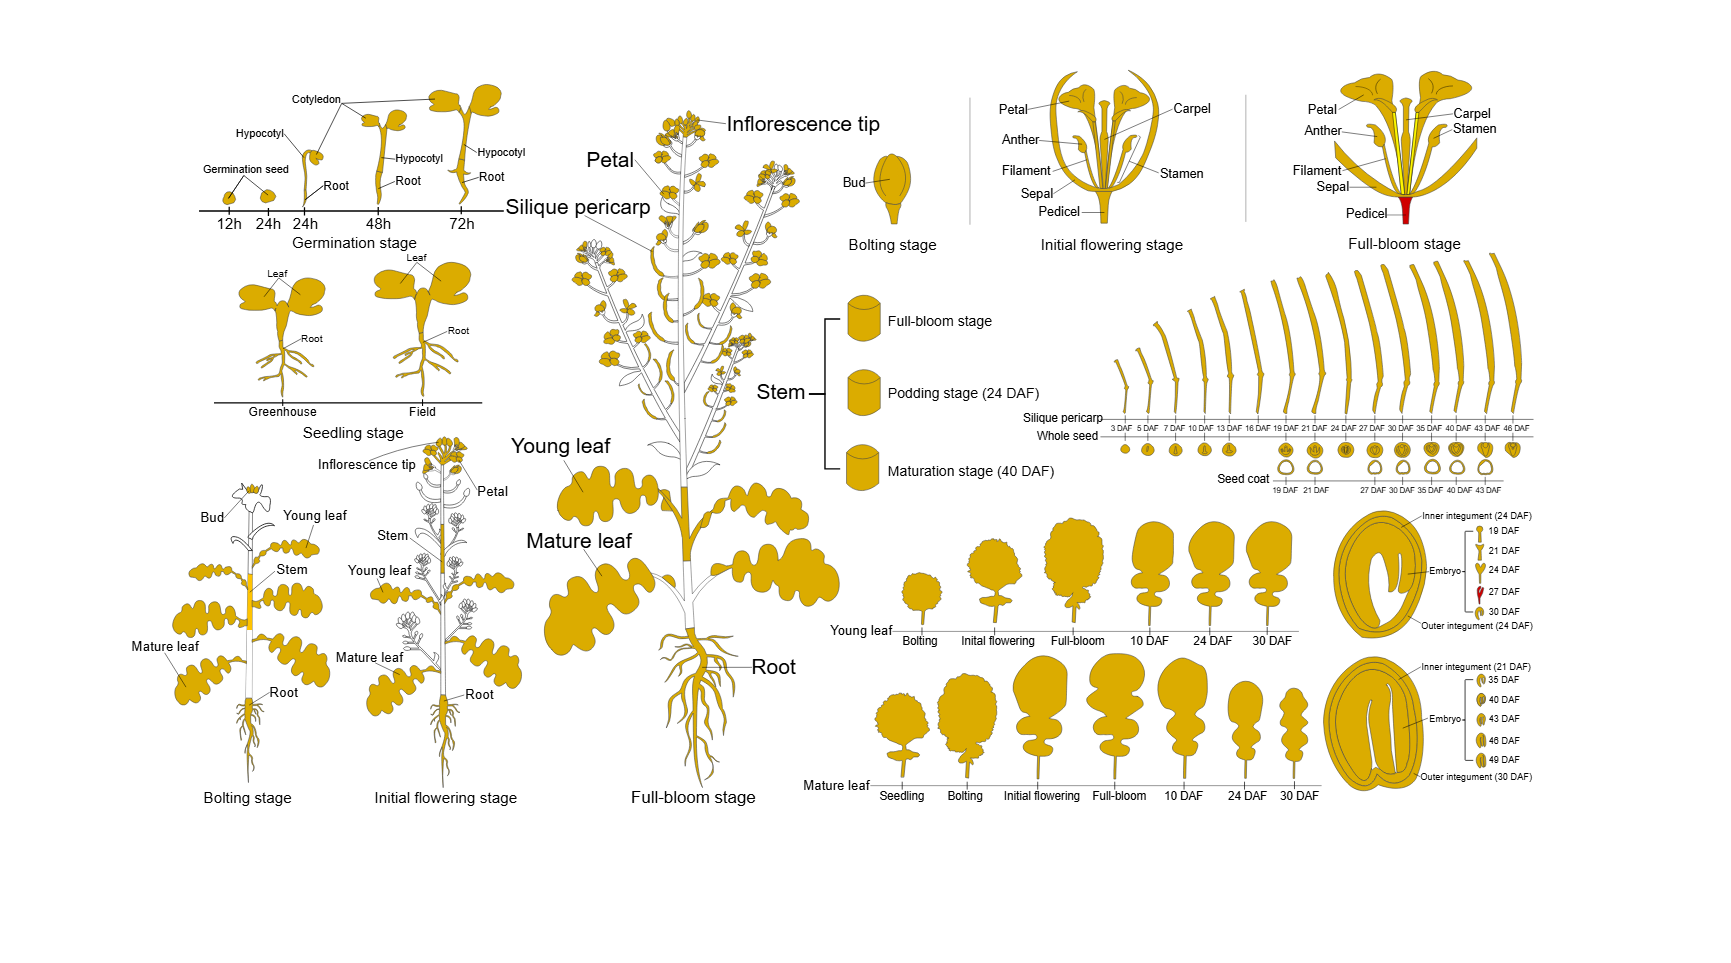 Cotyledon
Hypocotyl
Germination seed
Hypocotyl
Hypocotyl
Root
Root
Root
12h
24h
24h
48h
72h
Germination stage
Leaf
Leaf
Root
Root
Greenhouse
Field
Seedling stage
Inflorescence tip
Petal
Silique pericarp
Young leaf
Mature leaf
Root
Full-bloom stage
Bud
Young leaf
Stem
Mature leaf
Root
Bolting stage
Inflorescence tip
Petal
Stem
Young leaf
Mature leaf
Root
Initial flowering stage
Bud
Bolting stage
Petal
Carpel
Anther
Filament
Stamen
Sepal
Pedicel
Initial flowering stage
Petal
Carpel
Anther
Stamen
Filament
Sepal
Pedicel
Full-bloom stage
Stem
Full-bloom stage
Podding stage (24 DAF)
Maturation stage (40 DAF)
Silique pericarp
3 DAF
5 DAF
7 DAF
10 DAF
13 DAF
16 DAF
19 DAF
21 DAF
24 DAF
27 DAF
30 DAF
35 DAF
40 DAF
43 DAF
46 DAF
Whole seed
Seed coat
19 DAF
21 DAF
27 DAF
30 DAF
35 DAF
40 DAF
43 DAF
Young leaf
Bolting
Inital flowering
Full-bloom
10 DAF
24 DAF
30 DAF
Mature leaf
Seedling
Bolting
Initial flowering
Full-bloom
10 DAF
24 DAF
30 DAF
Inner integument (24 DAF)
19 DAF
21 DAF
Embryo
24 DAF
27 DAF
30 DAF
Outer integument (24 DAF)
Inner integument (21 DAF)
35 DAF
40 DAF
Embryo
43 DAF
46 DAF
49 DAF
Outer integument (30 DAF)